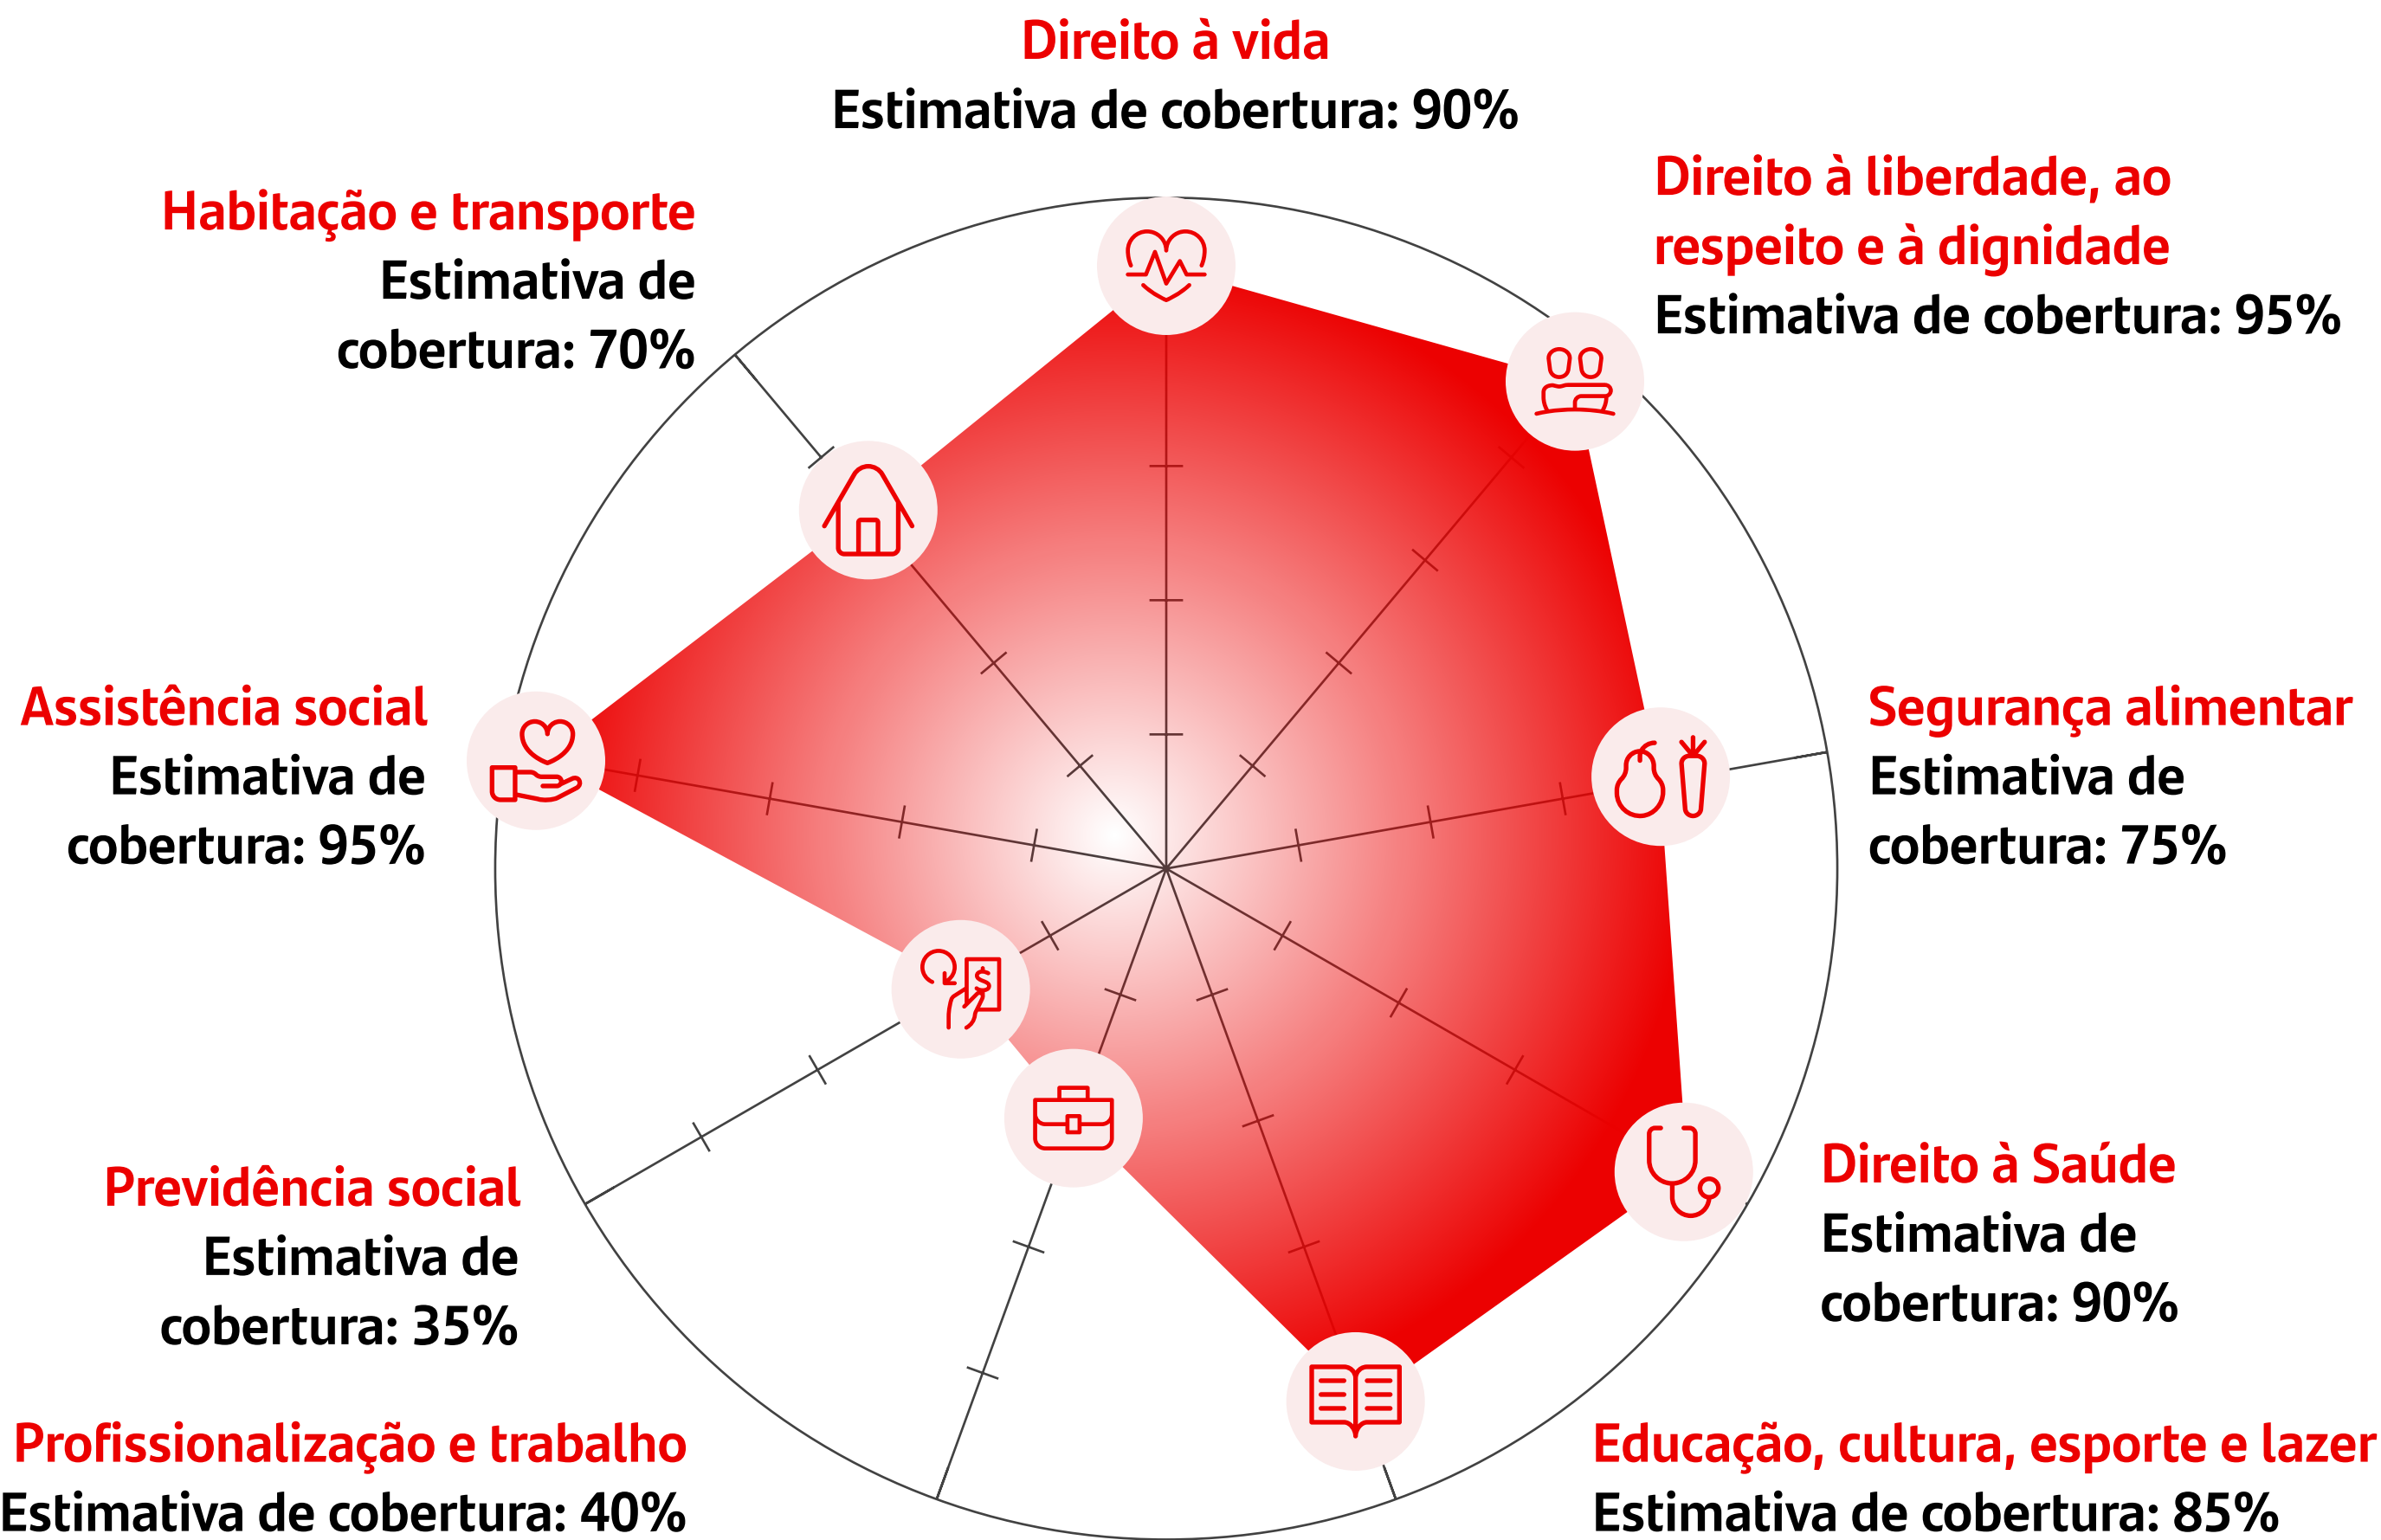 Direito à vida
Estimativa de cobertura: 90%
Direito à liberdade, ao
respeito e à dignidade
Estimativa de cobertura: 95%
Segurança alimentar
Estimativa de
cobertura: 75%
Direito à Saúde
Estimativa de
cobertura: 90%
Educação, cultura, esporte e lazer
Estimativa de cobertura: 85%
Profissionalização e trabalho
Estimativa de cobertura: 40%
Previdência social
Estimativa de
cobertura: 35%
Assistência social
Estimativa de
cobertura: 95%
Habitação e transporte
Estimativa de
cobertura: 70%
$